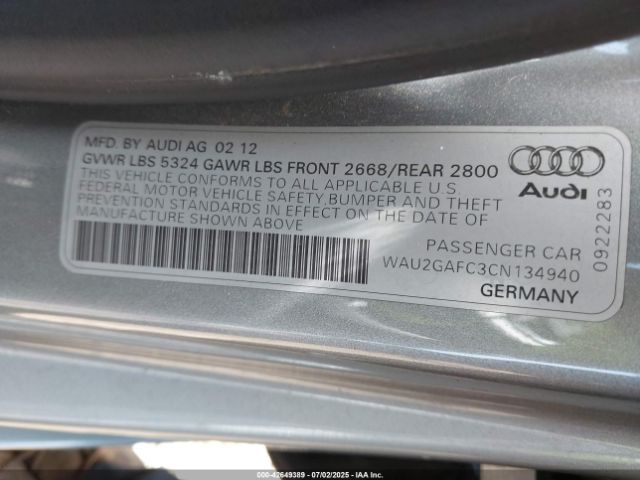 MFD. BY AUDI AG 02 12
GVWR LBS 5324 GAWR LBS FRONT 2668/REAR 2800
THIS VEHICLE CONFORMS TO ALL APPLICABLE U.S
FEDERAL MOTOR VEHICLE SAFETY,BUMPER AND THEFT
PREVENTION STANDARDS IN EFFECT ON THE DATE OF
MANUFACTURE SHOWN ABOVE
Audi
0922283
PASSENGER CAR
WAU2GAFC3CN134940
GERMANY
000-42649389 - 07/02/2025 - IAAI.COM